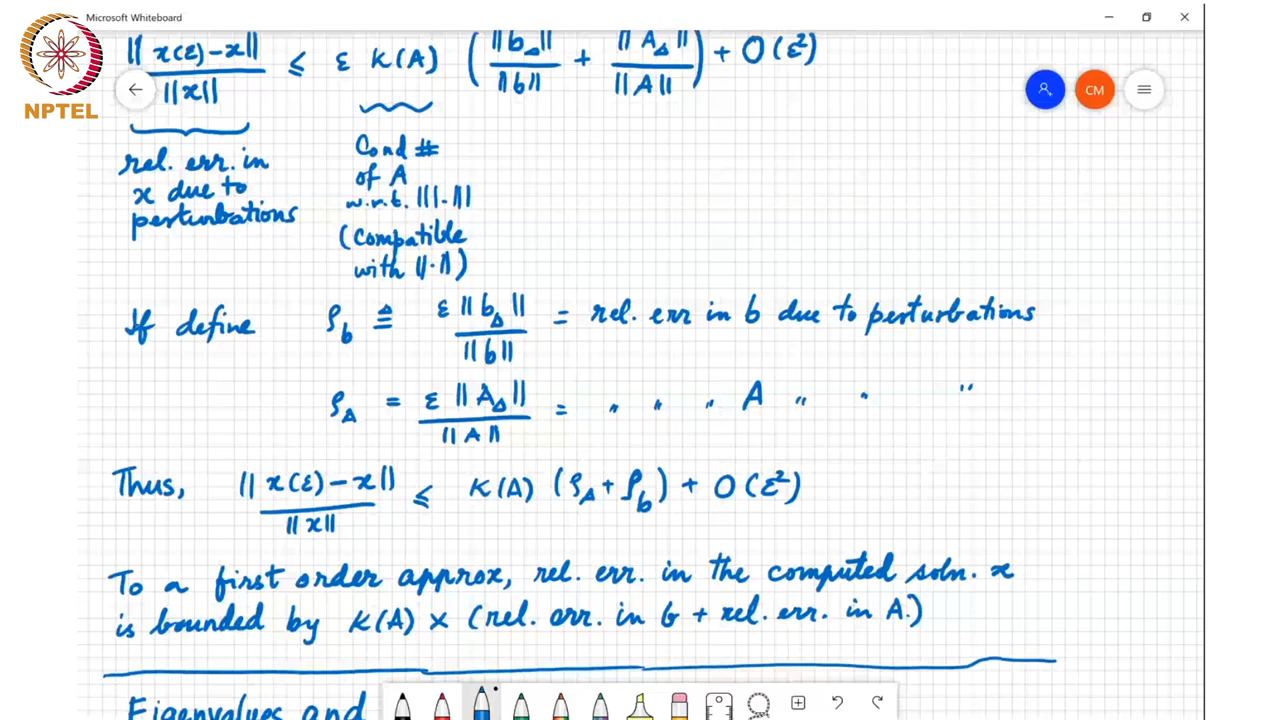 Microsoft Whiteboard
NPTEL
CM
|| x(ε) - x || / || x || ≤ ε K(A) ( || b_Δ || / || b || + || A_Δ || / || A || ) + O(ε²)
rel. err. in
x due to
perturbations
Cond #
of A
w.r.t. |||·|||
(Compatible
with ||·||)
If define ρ_b ≜ ε || b_Δ || / || b || = rel. err in b due to perturbations
ρ_A = ε || A_Δ || / || A || = " " " A " " "
Thus, || x(ε) - x || / || x || ≤ K(A) (ρ_A + ρ_b) + O(ε²)
To a first order approx, rel. err. in the computed soln. x
is bounded by K(A) × (rel. err. in b + rel. err. in A.)
Eigenvalues and